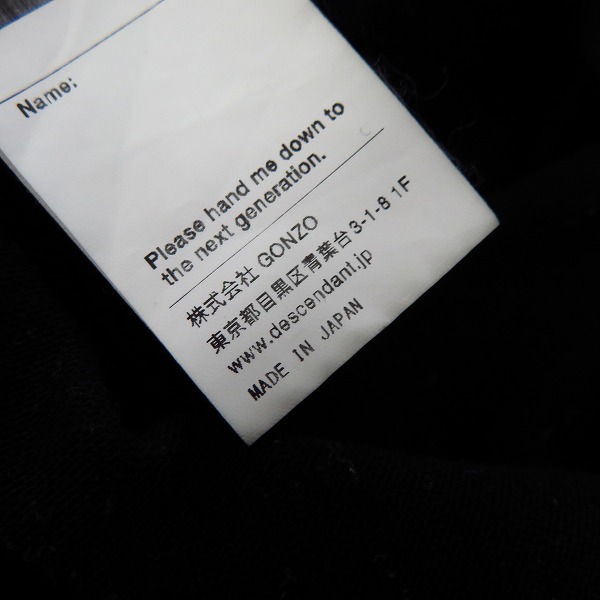 Name:
Please hand me down to
the next generation.
株式会社 GONZO
東京都目黒区青葉台3-1-8 1F
www.descendant.jp
MADE IN JAPAN